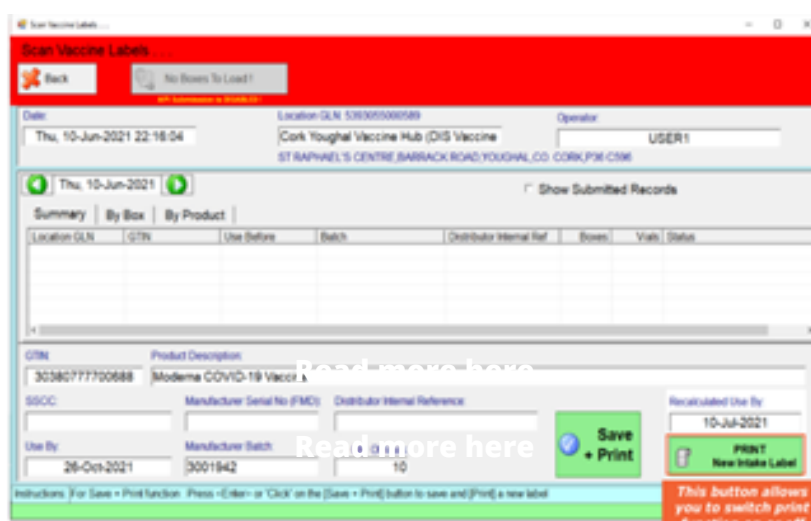 Scan Vaccine Labels . . .
Scan Vaccine Labels . . .
Back
No Boxes To Load !
API Submission is DISABLED !
Date:
Location GLN: 5393055000589
Operator:
Thu, 10-Jun-2021 22:16:04
Cork Youghal Vaccine Hub (DIS Vaccine
USER1
ST RAPHAEL'S CENTRE,BARRACK ROAD,YOUGHAL,CO. CORK,P36 C596
Thu, 10-Jun-2021
Show Submitted Records
Summary By Box By Product
Location GLN GTIN Use Before Batch Distributor Internal Ref Boxes Vials Status
GTIN:
Product Description:
30380777700688
Moderna COVID-19 Vaccine
Read more here
SSCC:
Manufacturer Serial No (FMD):
Distributor Internal Reference:
Recalculated Use By:
10-Jul-2021
Save
+ Print
PRINT
New Intake Label
Use By:
Manufacturer Batch:
Read more here
26-Oct-2021
3001942
10
Instructions: For Save + Print function : Press <Enter> or 'Click' on the [Save + Print] button to save and [Print] a new label
This button allows
you to switch print